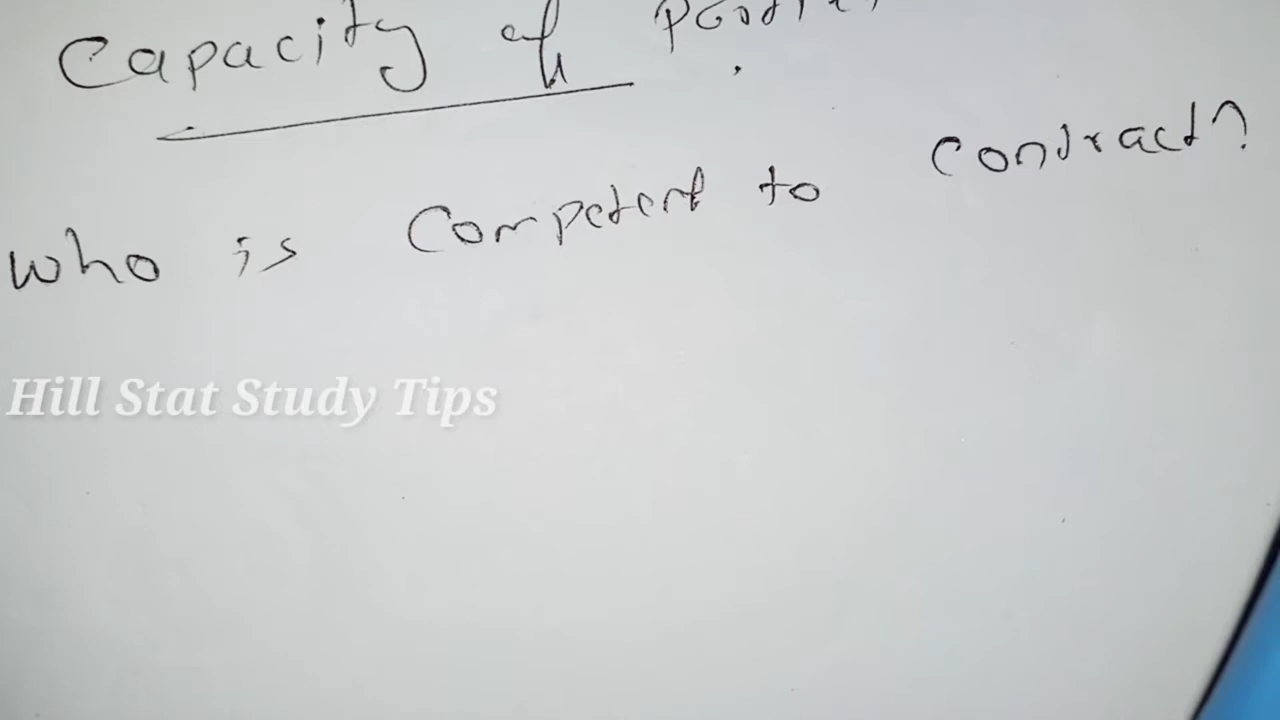 Capacity of
Who is Competent to Contract?
Hill Stat Study Tips